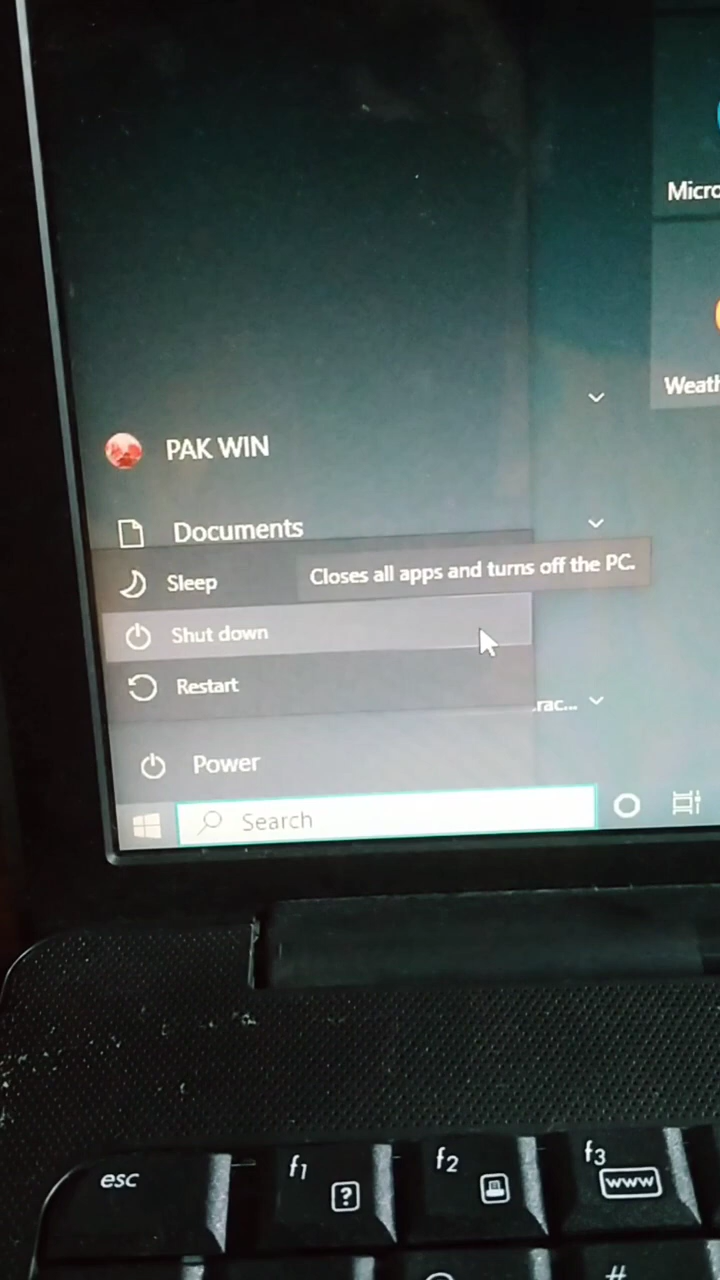 Micro
Weath
PAK WIN
Documents
Sleep
Closes all apps and turns off the PC.
Shut down
Restart
.rac...
Power
Search
esc
f1
?
f2
f3
www
#